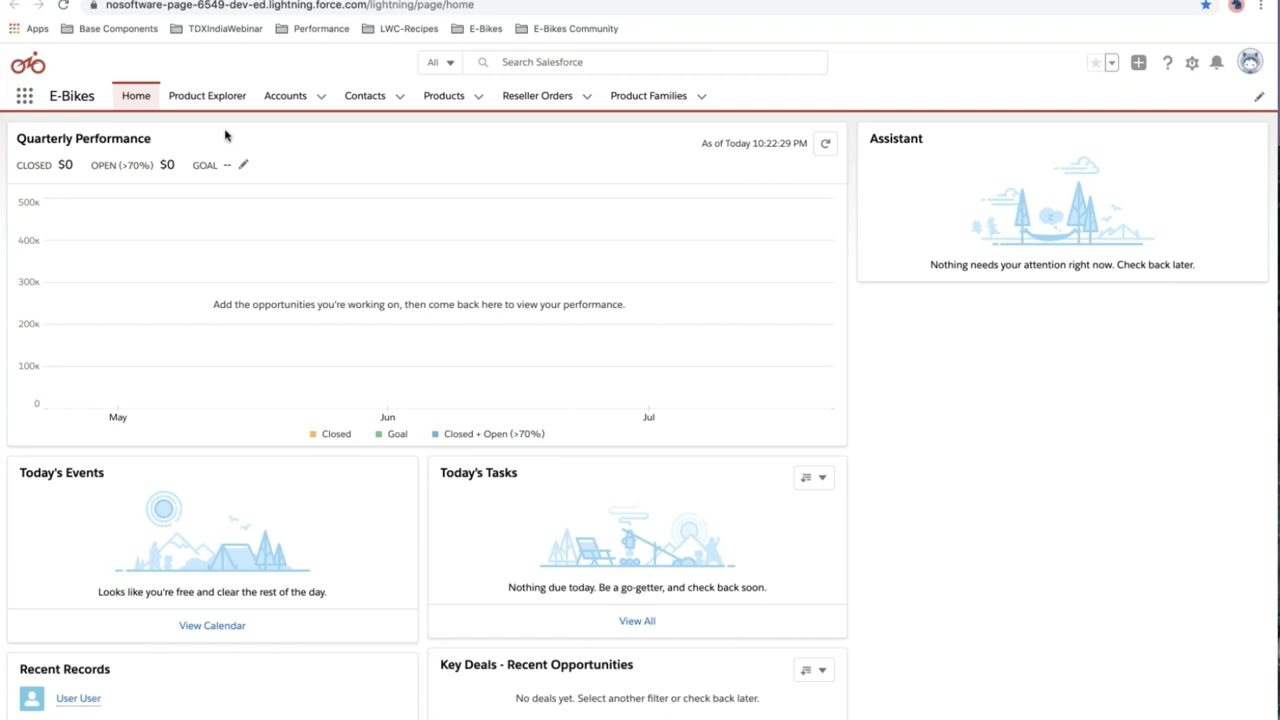 nosoftware-page-6549-dev-ed.lightning.force.com/lightning/page/home
Apps Base Components TDXIndiaWebinar Performance LWC-Recipes E-Bikes E-Bikes Community
All Search Salesforce
E-Bikes Home Product Explorer Accounts Contacts Products Reseller Orders Product Families
Quarterly Performance
As of Today 10:22:29 PM
CLOSED $0 OPEN (>70%) $0 GOAL --
500K
400K
300K
Add the opportunities you're working on, then come back here to view your performance.
200K
100K
0
May Jun Jul
Closed Goal Closed + Open (>70%)
Assistant
Nothing needs your attention right now. Check back later.
Today's Events
Looks like you're free and clear the rest of the day.
View Calendar
Today's Tasks
Nothing due today. Be a go-getter, and check back soon.
View All
Recent Records
User User
Key Deals - Recent Opportunities
No deals yet. Select another filter or check back later.